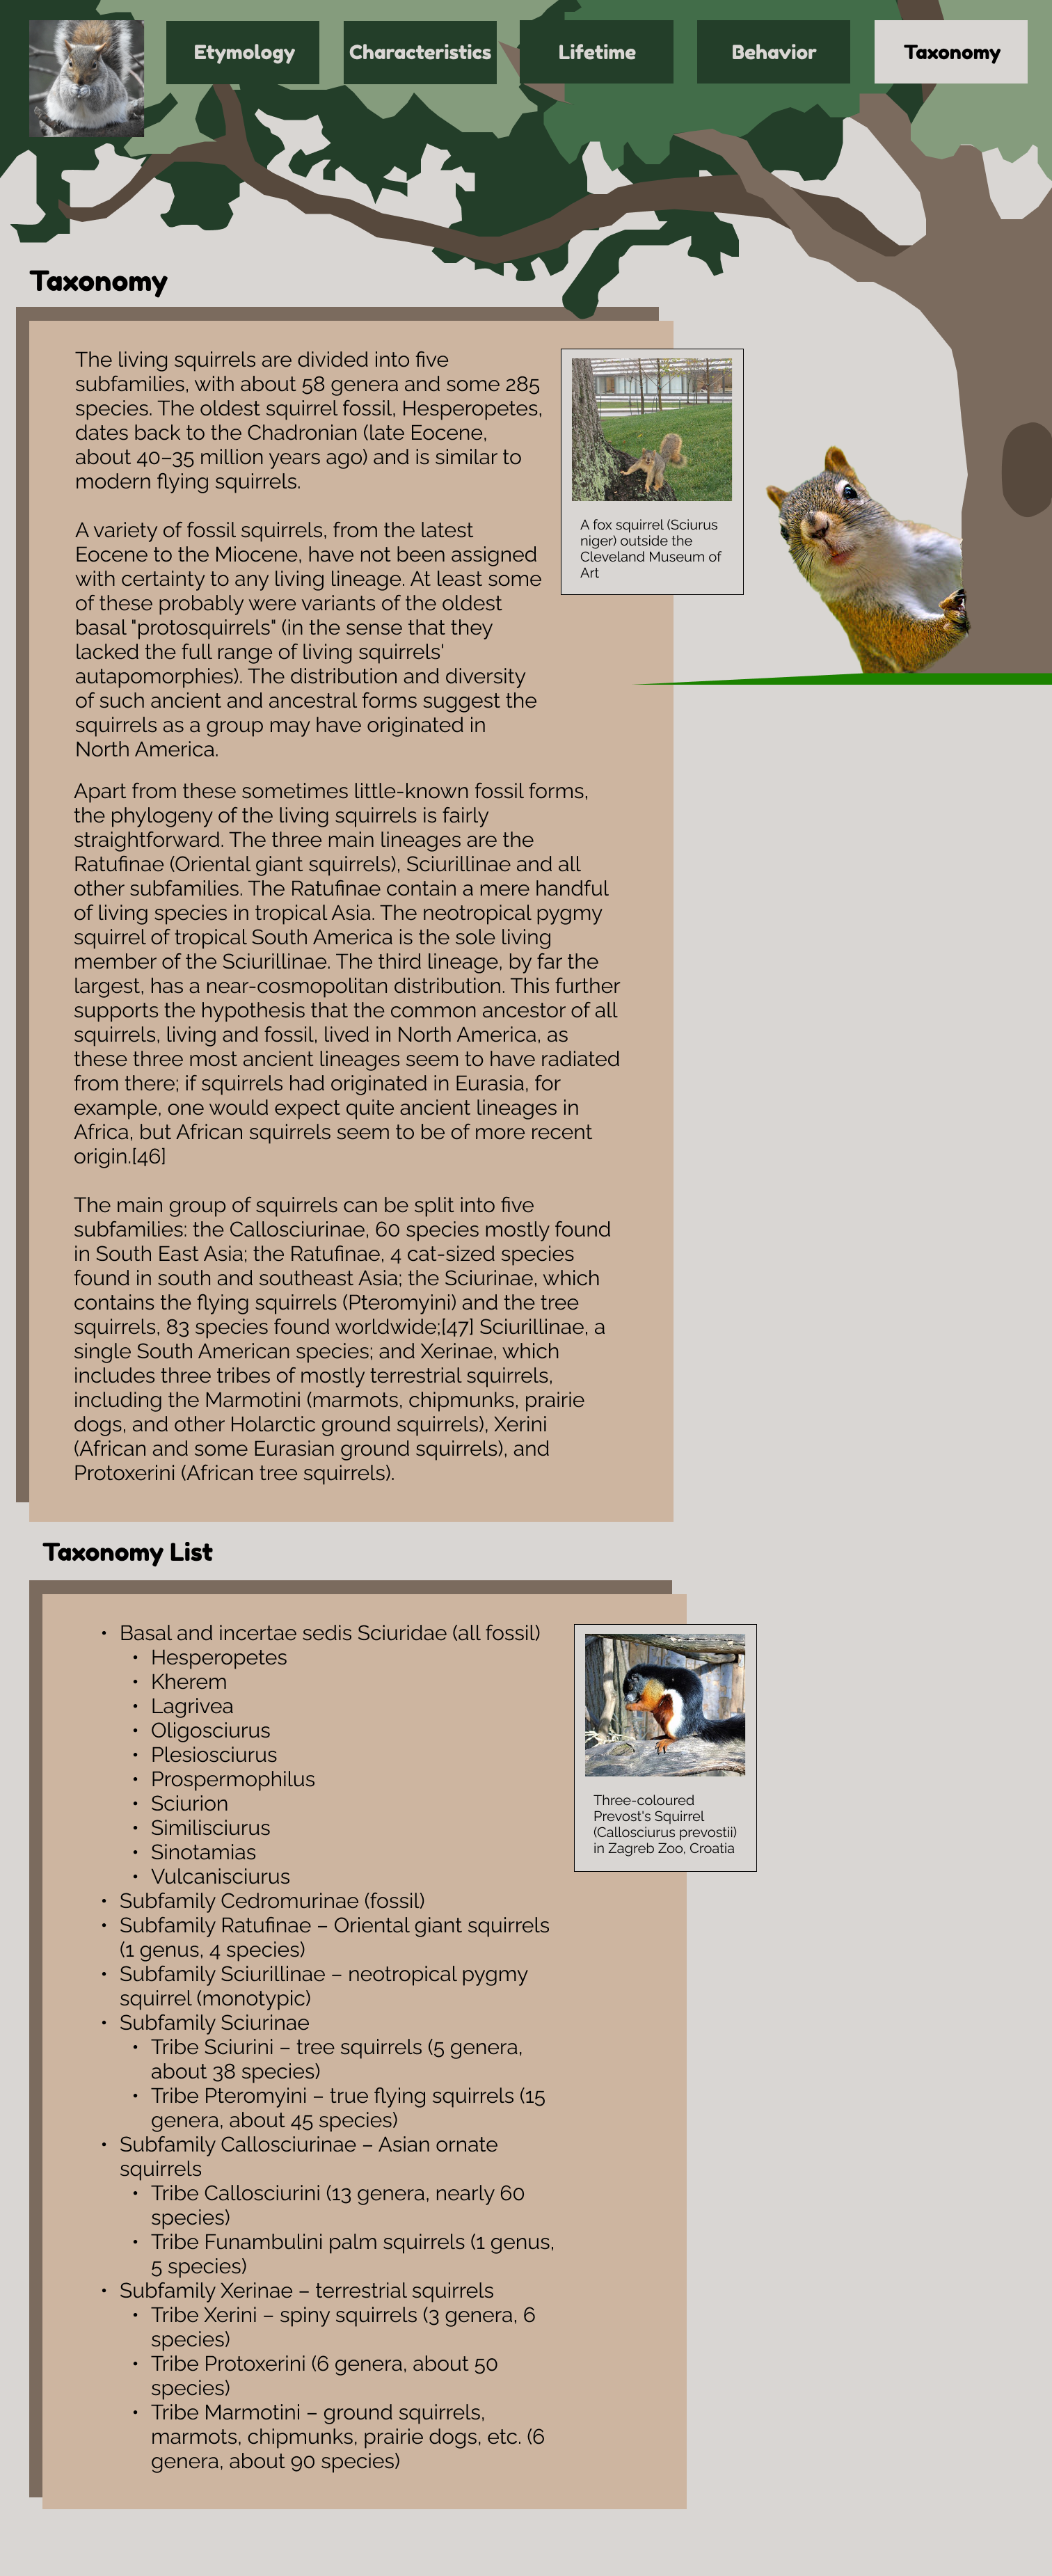 Etymology
Characteristics
Lifetime
Behavior
Taxonomy
Taxonomy
The living squirrels are divided into five
subfamilies, with about 58 genera and some 285
species. The oldest squirrel fossil, Hesperopetes,
dates back to the Chadronian (late Eocene,
about 40–35 million years ago) and is similar to
modern flying squirrels.
A variety of fossil squirrels, from the latest
Eocene to the Miocene, have not been assigned
with certainty to any living lineage. At least some
of these probably were variants of the oldest
basal "protosquirrels" (in the sense that they
lacked the full range of living squirrels'
autapomorphies). The distribution and diversity
of such ancient and ancestral forms suggest the
squirrels as a group may have originated in
North America.
A fox squirrel (Sciurus
niger) outside the
Cleveland Museum of
Art
Apart from these sometimes little-known fossil forms,
the phylogeny of the living squirrels is fairly
straightforward. The three main lineages are the
Ratufinae (Oriental giant squirrels), Sciurillinae and all
other subfamilies. The Ratufinae contain a mere handful
of living species in tropical Asia. The neotropical pygmy
squirrel of tropical South America is the sole living
member of the Sciurillinae. The third lineage, by far the
largest, has a near-cosmopolitan distribution. This further
supports the hypothesis that the common ancestor of all
squirrels, living and fossil, lived in North America, as
these three most ancient lineages seem to have radiated
from there; if squirrels had originated in Eurasia, for
example, one would expect quite ancient lineages in
Africa, but African squirrels seem to be of more recent
origin.[46]
The main group of squirrels can be split into five
subfamilies: the Callosciurinae, 60 species mostly found
in South East Asia; the Ratufinae, 4 cat-sized species
found in south and southeast Asia; the Sciurinae, which
contains the flying squirrels (Pteromyini) and the tree
squirrels, 83 species found worldwide;[47] Sciurillinae, a
single South American species; and Xerinae, which
includes three tribes of mostly terrestrial squirrels,
including the Marmotini (marmots, chipmunks, prairie
dogs, and other Holarctic ground squirrels), Xerini
(African and some Eurasian ground squirrels), and
Protoxerini (African tree squirrels).
Taxonomy List
• Basal and incertae sedis Sciuridae (all fossil)
• Hesperopetes
• Kherem
• Lagrivea
• Oligosciurus
• Plesiosciurus
• Prospermophilus
• Sciurion
• Similisciurus
• Sinotamias
• Vulcanisciurus
• Subfamily Cedromurinae (fossil)
• Subfamily Ratufinae – Oriental giant squirrels
(1 genus, 4 species)
• Subfamily Sciurillinae – neotropical pygmy
squirrel (monotypic)
• Subfamily Sciurinae
• Tribe Sciurini – tree squirrels (5 genera,
about 38 species)
• Tribe Pteromyini – true flying squirrels (15
genera, about 45 species)
• Subfamily Callosciurinae – Asian ornate
squirrels
• Tribe Callosciurini (13 genera, nearly 60
species)
• Tribe Funambulini palm squirrels (1 genus,
5 species)
• Subfamily Xerinae – terrestrial squirrels
• Tribe Xerini – spiny squirrels (3 genera, 6
species)
• Tribe Protoxerini (6 genera, about 50
species)
• Tribe Marmotini – ground squirrels,
marmots, chipmunks, prairie dogs, etc. (6
genera, about 90 species)
Three-coloured
Prevost's Squirrel
(Callosciurus prevostii)
in Zagreb Zoo, Croatia